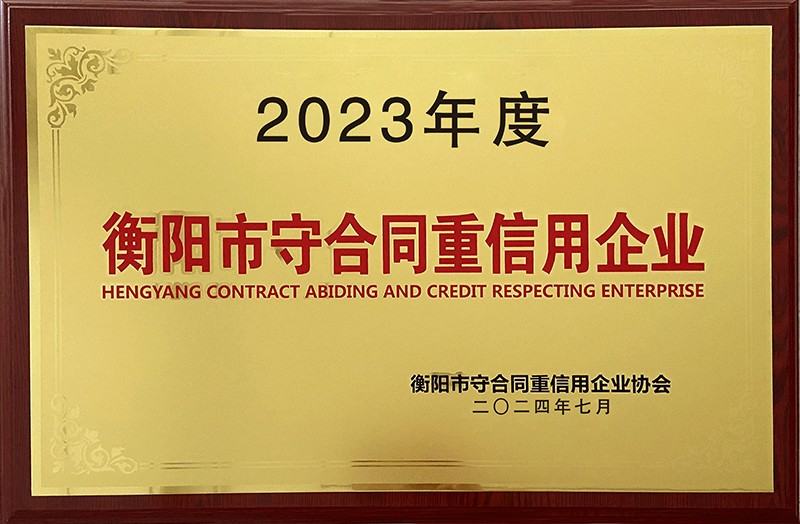 2023年度
衡阳市守合同重信用企业
HENGYANG CONTRACT ABIDING AND CREDIT RESPECTING ENTERPRISE
衡阳市守合同重信用企业协会
二〇二四年七月